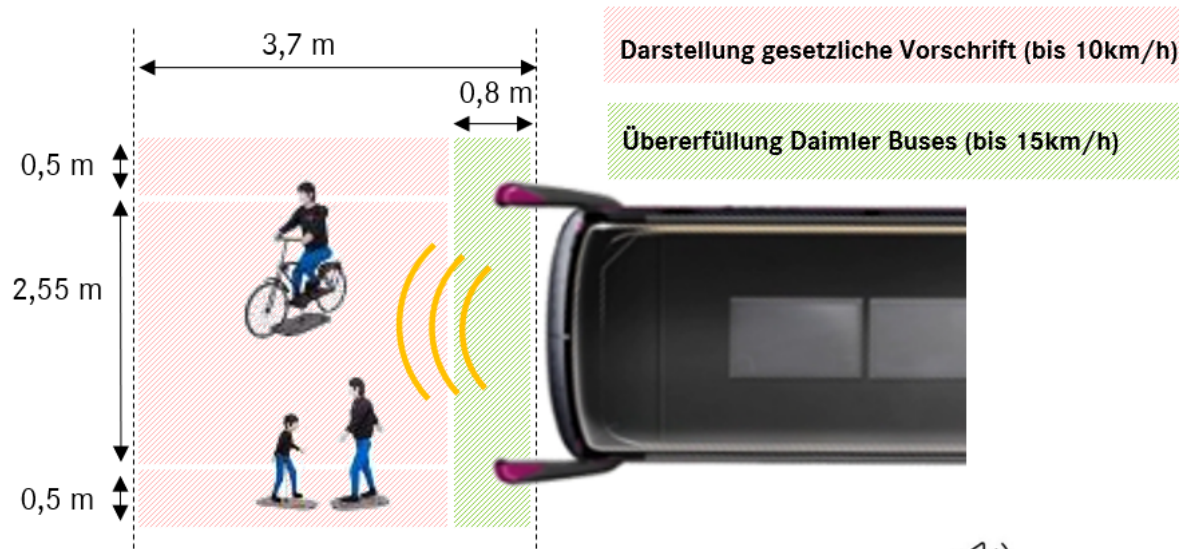 3,7 m
Darstellung gesetzliche Vorschrift (bis 10km/h)
0,8 m
Übererfüllung Daimler Buses (bis 15km/h)
0,5 m
2,55 m
0,5 m